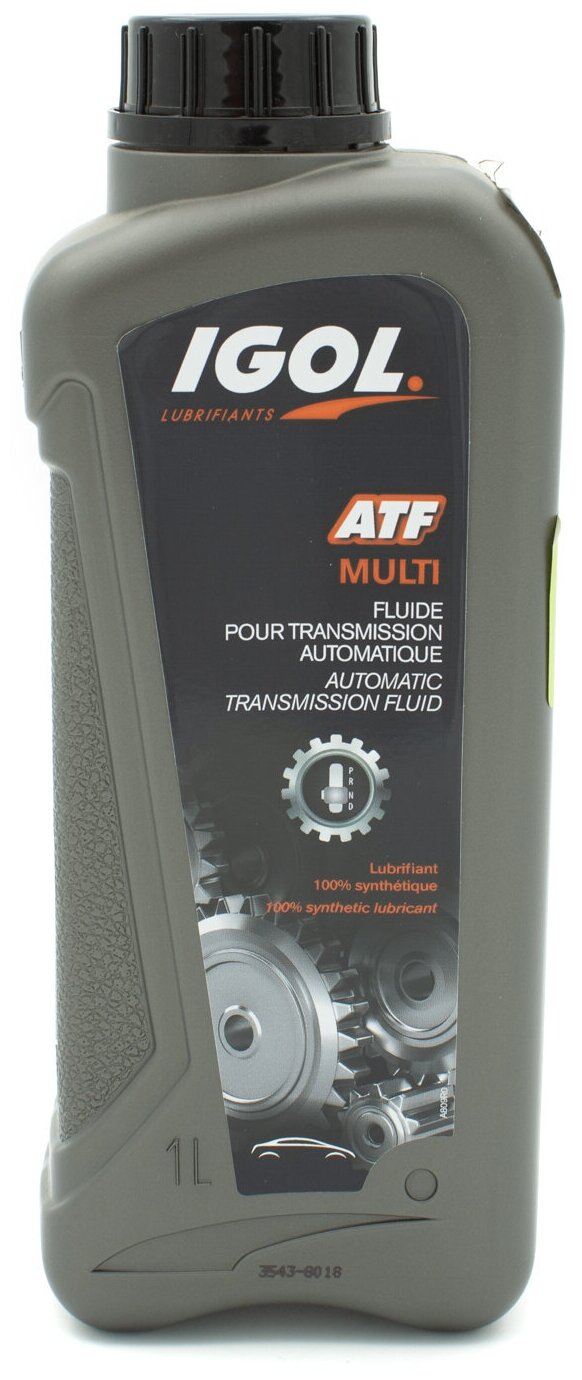 IGOL.
LUBRIFIANTS
ATF
MULTI
FLUIDE
POUR TRANSMISSION
AUTOMATIQUE
AUTOMATIC
TRANSMISSION FLUID
P
R
N
D
Lubrifiant
100% synthétique
100% synthetic lubricant
A809R0
1L
3543-8018